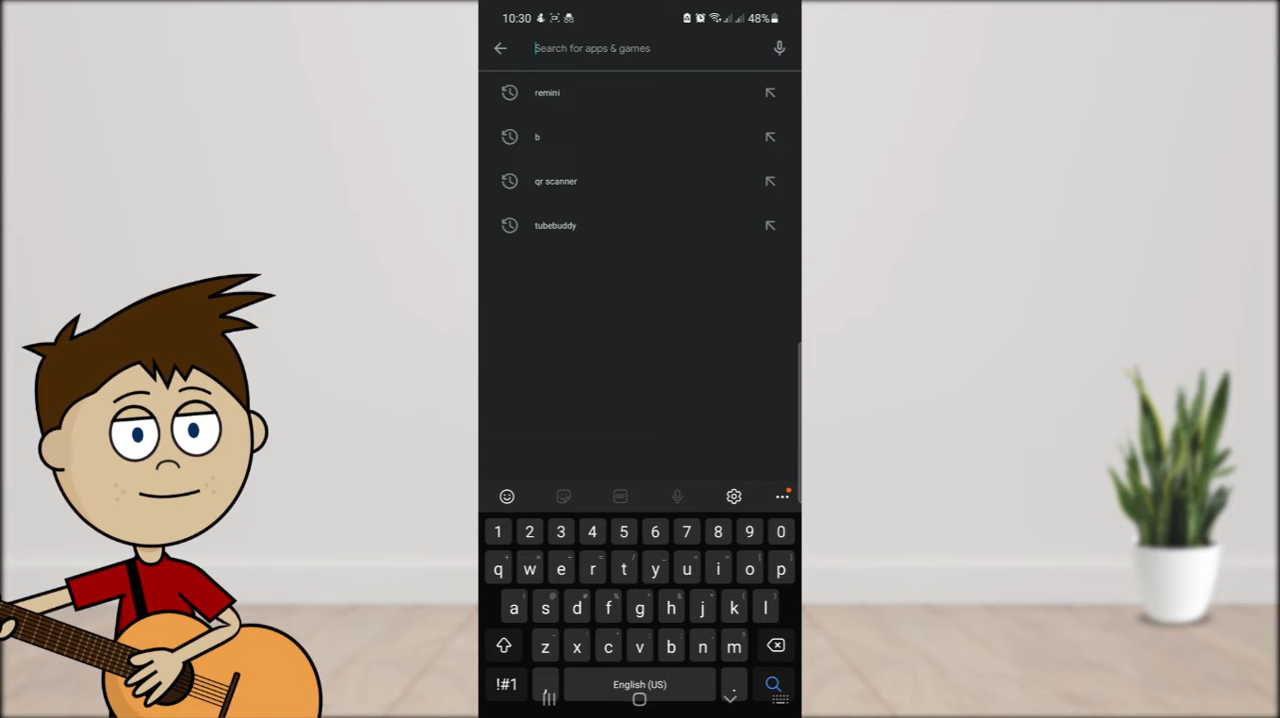 10:30 48%
Search for apps & games
remini
b
qr scanner
tubebuddy
1 2 3 4 5 6 7 8 9 0
q w e r t y u i o p
a s d f g h j k l
z x c v b n m
!#1 , English (US) .